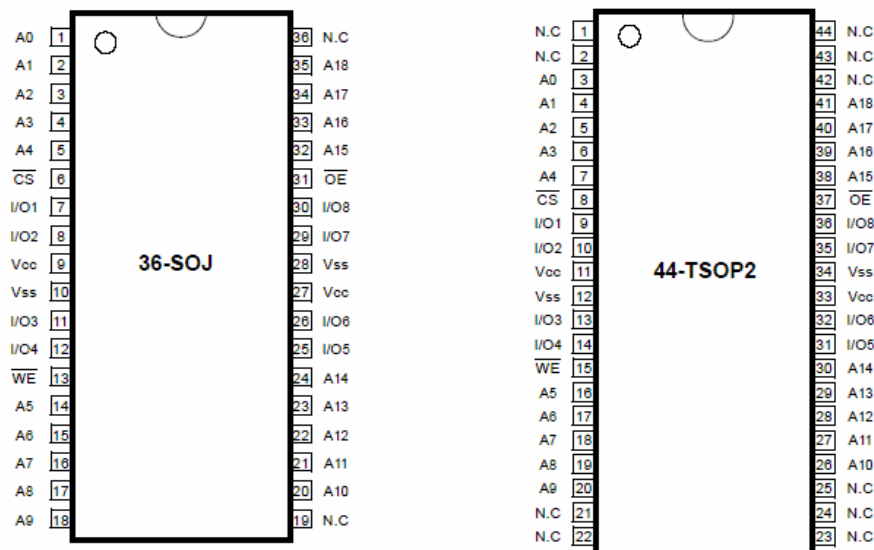 A0 1 36 N.C
A1 2 35 A18
A2 3 34 A17
A3 4 33 A16
A4 5 32 A15
CS 6 31 OE
I/O1 7 30 I/O8
I/O2 8 29 I/O7
Vcc 9 36-SOJ 28 Vss
Vss 10 27 Vcc
I/O3 11 26 I/O6
I/O4 12 25 I/O5
WE 13 24 A14
A5 14 23 A13
A6 15 22 A12
A7 16 21 A11
A8 17 20 A10
A9 18 19 N.C
N.C 1 44 N.C
N.C 2 43 N.C
A0 3 42 N.C
A1 4 41 A18
A2 5 40 A17
A3 6 39 A16
A4 7 38 A15
CS 8 37 OE
I/O1 9 36 I/O8
I/O2 10 35 I/O7
Vcc 11 44-TSOP2 34 Vss
Vss 12 33 Vcc
I/O3 13 32 I/O6
I/O4 14 31 I/O5
WE 15 30 A14
A5 16 29 A13
A6 17 28 A12
A7 18 27 A11
A8 19 26 A10
A9 20 25 N.C
N.C 21 24 N.C
N.C 22 23 N.C